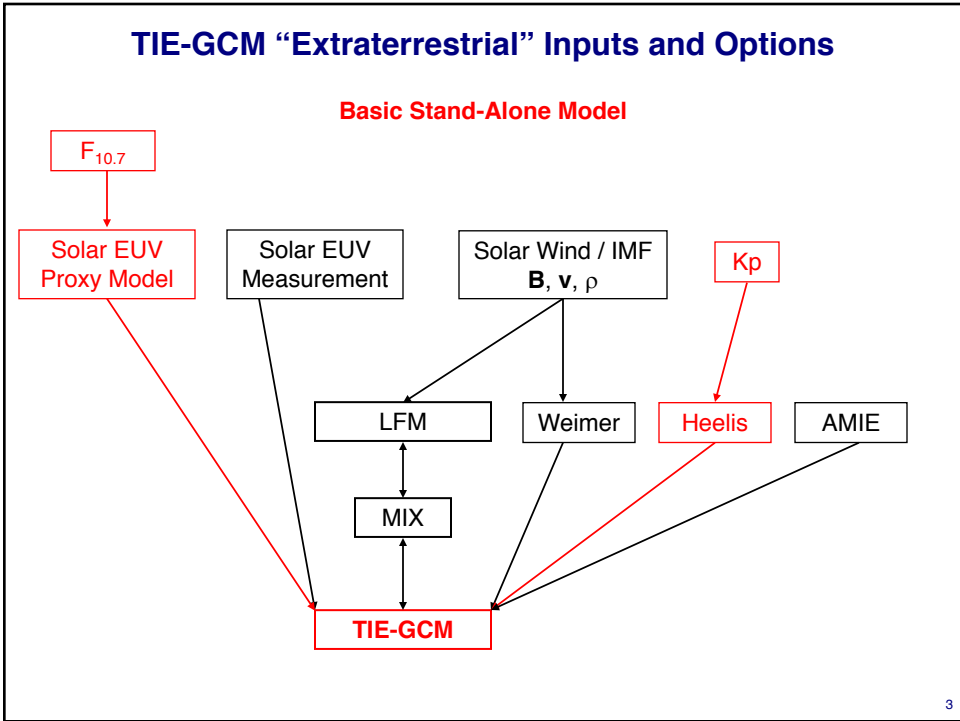 TIE-GCM “Extraterrestrial” Inputs and Options
Basic Stand-Alone Model
F10.7
Solar EUV
Proxy Model
Solar EUV
Measurement
Solar Wind / IMF
B, v, ρ
Kp
LFM
Weimer
Heelis
AMIE
MIX
TIE-GCM
3